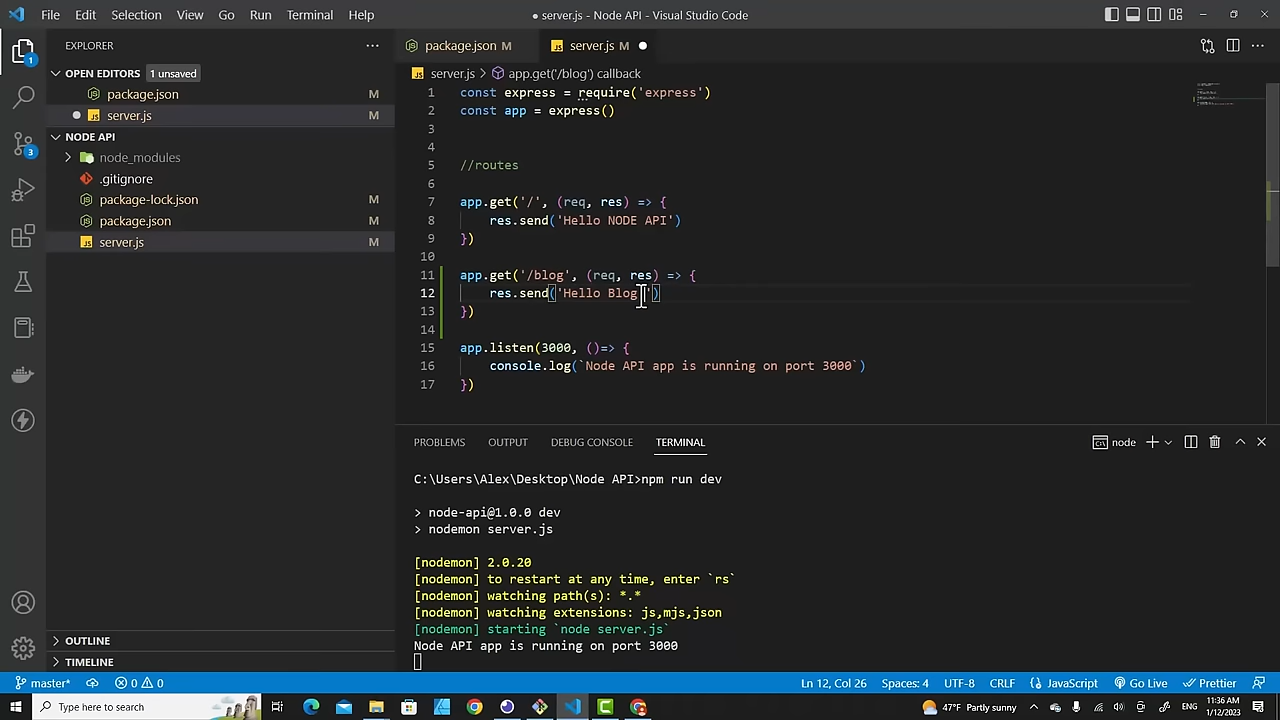 File Edit Selection View Go Run Terminal Help
● server.js - Node API - Visual Studio Code
EXPLORER
OPEN EDITORS 1 unsaved
package.json M
server.js M
NODE API
node_modules
.gitignore
package-lock.json M
package.json M
server.js M
OUTLINE
TIMELINE
package.json M server.js M
server.js > app.get('/blog') callback
1 const express = require('express')
2 const app = express()
3
4
5 //routes
6
7 app.get('/', (req, res) => {
8 res.send('Hello NODE API')
9 })
10
11 app.get('/blog', (req, res) => {
12 res.send('Hello Blog ')
13 })
14
15 app.listen(3000, ()=> {
16 console.log(`Node API app is running on port 3000`)
17 })
PROBLEMS OUTPUT DEBUG CONSOLE TERMINAL node
C:\Users\Alex\Desktop\Node API>npm run dev
> node-api@1.0.0 dev
> nodemon server.js
[nodemon] 2.0.20
[nodemon] to restart at any time, enter `rs`
[nodemon] watching path(s): *.*
[nodemon] watching extensions: js,mjs,json
[nodemon] starting `node server.js`
Node API app is running on port 3000
1
3
master* 0 0 Ln 12, Col 26 Spaces: 4 UTF-8 CRLF JavaScript Go Live Prettier
Type here to search 47°F Partly sunny 11:36 AM
1/12/2023